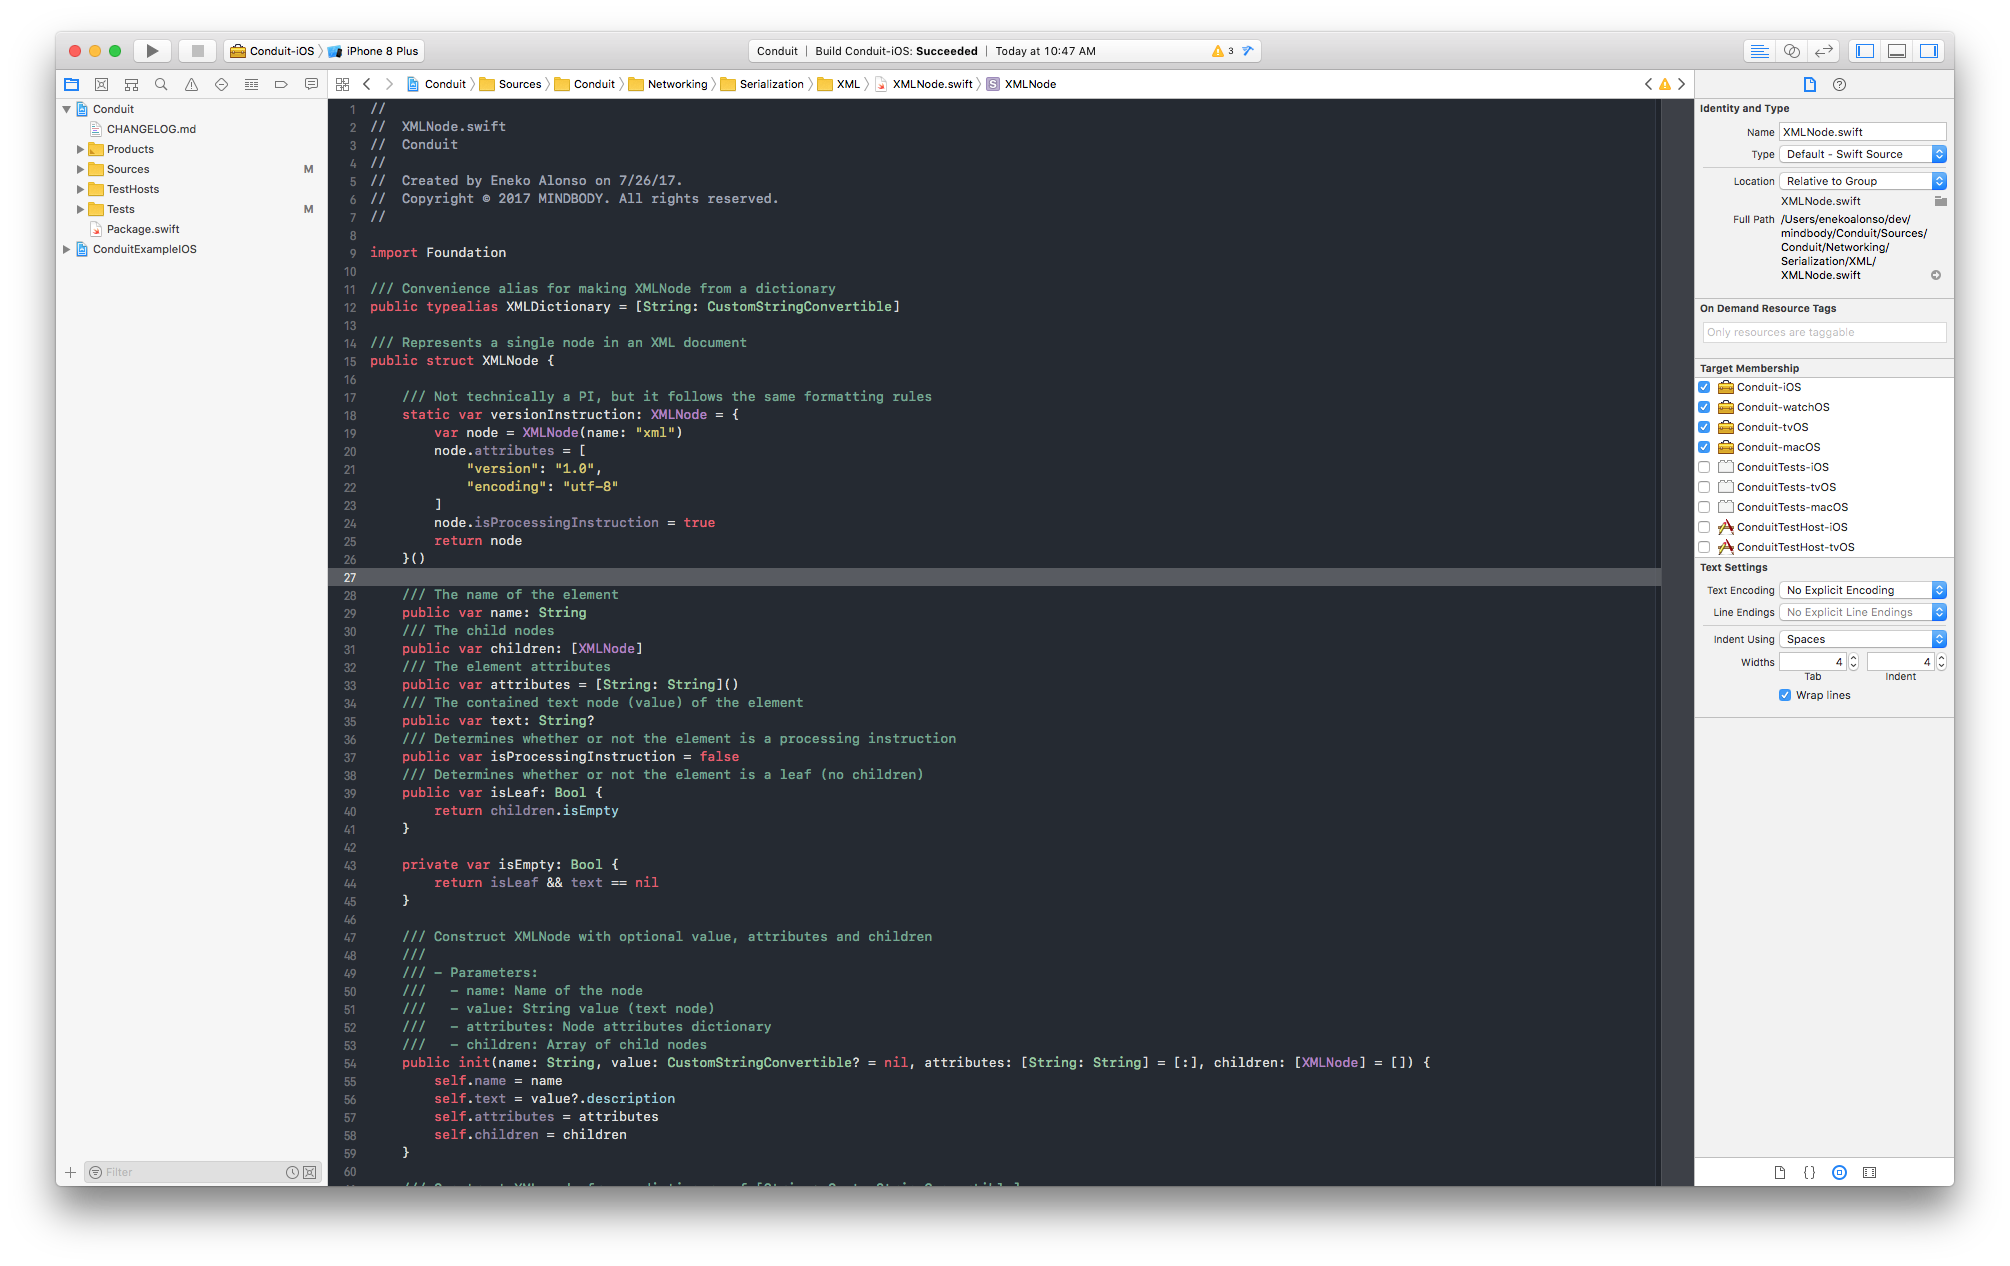 Conduit-iOS iPhone 8 Plus
Conduit | Build Conduit-iOS: Succeeded | Today at 10:47 AM
3
Conduit Sources Conduit Networking Serialization XML XMLNode.swift S XMLNode
Conduit
CHANGELOG.md
Products
Sources M
TestHosts
Tests M
Package.swift
ConduitExampleIOS
Filter
1 //
2 //  XMLNode.swift
3 //  Conduit
4 //
5 //  Created by Eneko Alonso on 7/26/17.
6 //  Copyright © 2017 MINDBODY. All rights reserved.
7 //
8
9 import Foundation
10
11 /// Convenience alias for making XMLNode from a dictionary
12 public typealias XMLDictionary = [String: CustomStringConvertible]
13
14 /// Represents a single node in an XML document
15 public struct XMLNode {
16
17     /// Not technically a PI, but it follows the same formatting rules
18     static var versionInstruction: XMLNode = {
19         var node = XMLNode(name: "xml")
20         node.attributes = [
21             "version": "1.0",
22             "encoding": "utf-8"
23         ]
24         node.isProcessingInstruction = true
25         return node
26     }()
27
28     /// The name of the element
29     public var name: String
30     /// The child nodes
31     public var children: [XMLNode]
32     /// The element attributes
33     public var attributes = [String: String]()
34     /// The contained text node (value) of the element
35     public var text: String?
36     /// Determines whether or not the element is a processing instruction
37     public var isProcessingInstruction = false
38     /// Determines whether or not the element is a leaf (no children)
39     public var isLeaf: Bool {
40         return children.isEmpty
41     }
42
43     private var isEmpty: Bool {
44         return isLeaf && text == nil
45     }
46
47     /// Construct XMLNode with optional value, attributes and children
48     ///
49     /// - Parameters:
50     ///   - name: Name of the node
51     ///   - value: String value (text node)
52     ///   - attributes: Node attributes dictionary
53     ///   - children: Array of child nodes
54     public init(name: String, value: CustomStringConvertible? = nil, attributes: [String: String] = [:], children: [XMLNode] = []) {
55         self.name = name
56         self.text = value?.description
57         self.attributes = attributes
58         self.children = children
59     }
60
Identity and Type
Name XMLNode.swift
Type Default - Swift Source
Location Relative to Group
XMLNode.swift
Full Path /Users/enekoalonso/dev/
mindbody/Conduit/Sources/
Conduit/Networking/
Serialization/XML/
XMLNode.swift
On Demand Resource Tags
Only resources are taggable
Target Membership
Conduit-iOS
Conduit-watchOS
Conduit-tvOS
Conduit-macOS
ConduitTests-iOS
ConduitTests-tvOS
ConduitTests-macOS
ConduitTestHost-iOS
ConduitTestHost-tvOS
Text Settings
Text Encoding No Explicit Encoding
Line Endings No Explicit Line Endings
Indent Using Spaces
Widths 4 4
Tab Indent
Wrap lines
{}